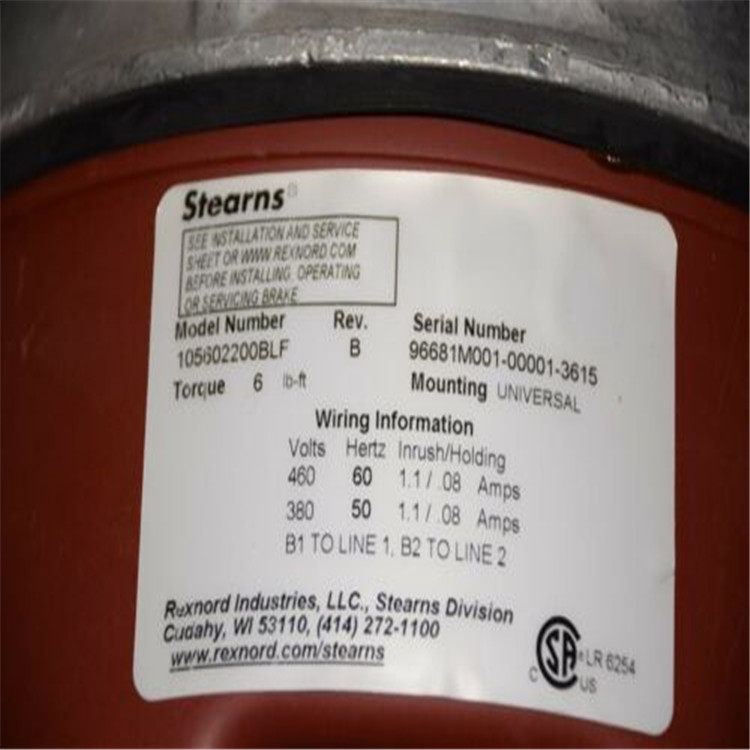 Stearns®
SEE INSTALLATION AND SERVICE
SHEET OR WWW.REXNORD.COM
BEFORE INSTALLING OPERATING
OR SERVICING BRAKE
Model Number Rev. Serial Number
105602200BLF B 96681M001-00001-3615
Torque 6 lb-ft Mounting UNIVERSAL
Wiring Information
Volts Hertz Inrush/Holding
460 60 1.1 / .08 Amps
380 50 1.1 / .08 Amps
B1 TO LINE 1, B2 TO LINE 2
Rexnord Industries, LLC., Stearns Division
Cudahy, WI 53110, (414) 272-1100
www.rexnord.com/stearns
C SA ® US LR 6254